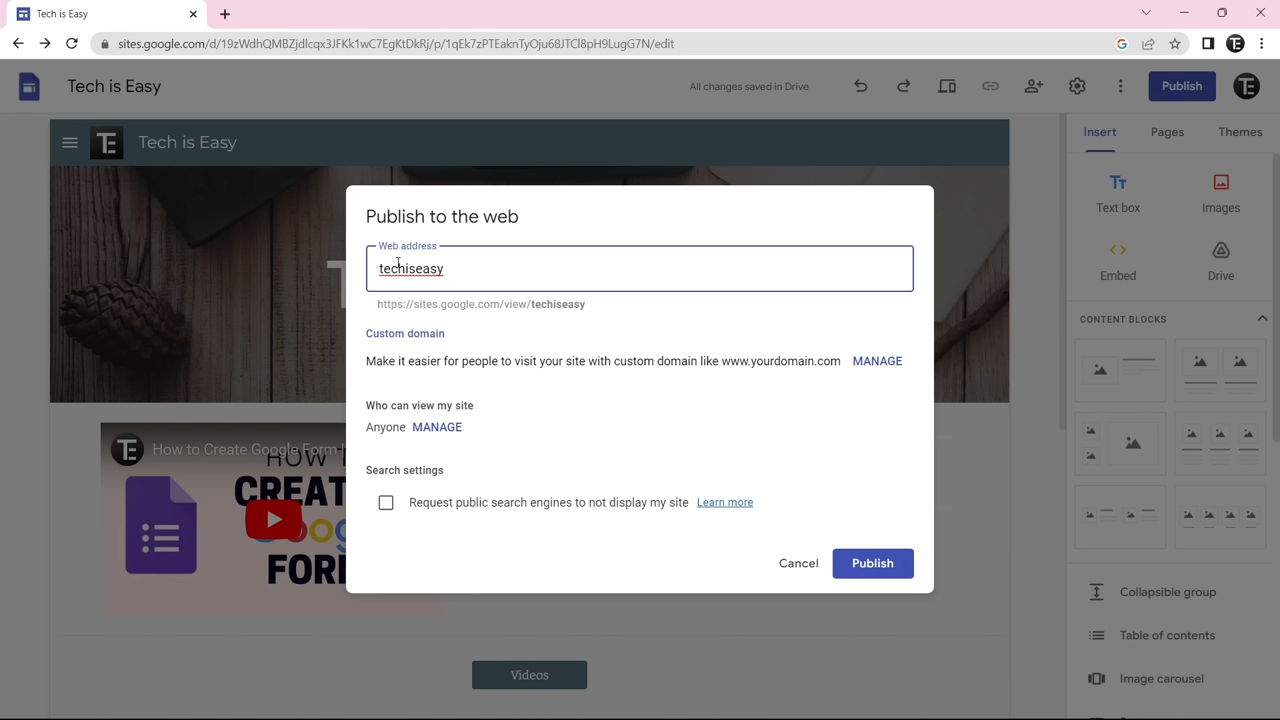 Tech is Easy
sites.google.com/d/19zWdhQMBZjdlcqx3JFKk1wC7EgKtDkRj/p/1qEk7zPTEaknTyOju68JTCl8pH9LugG7N/edit
Tech is Easy
All changes saved in Drive
Publish
TE
TE
Tech is Easy
Insert
Pages
Themes
Text box
Images
Embed
Drive
CONTENT BLOCKS
Collapsible group
Table of contents
Image carousel
Publish to the web
Web address
techiseasy
https://sites.google.com/view/techiseasy
Custom domain
Make it easier for people to visit your site with custom domain like www.yourdomain.com MANAGE
Who can view my site
Anyone MANAGE
Search settings
Request public search engines to not display my site Learn more
Cancel
Publish
TE
How to Create Google Form
HOW
CREAT
FORM
Videos